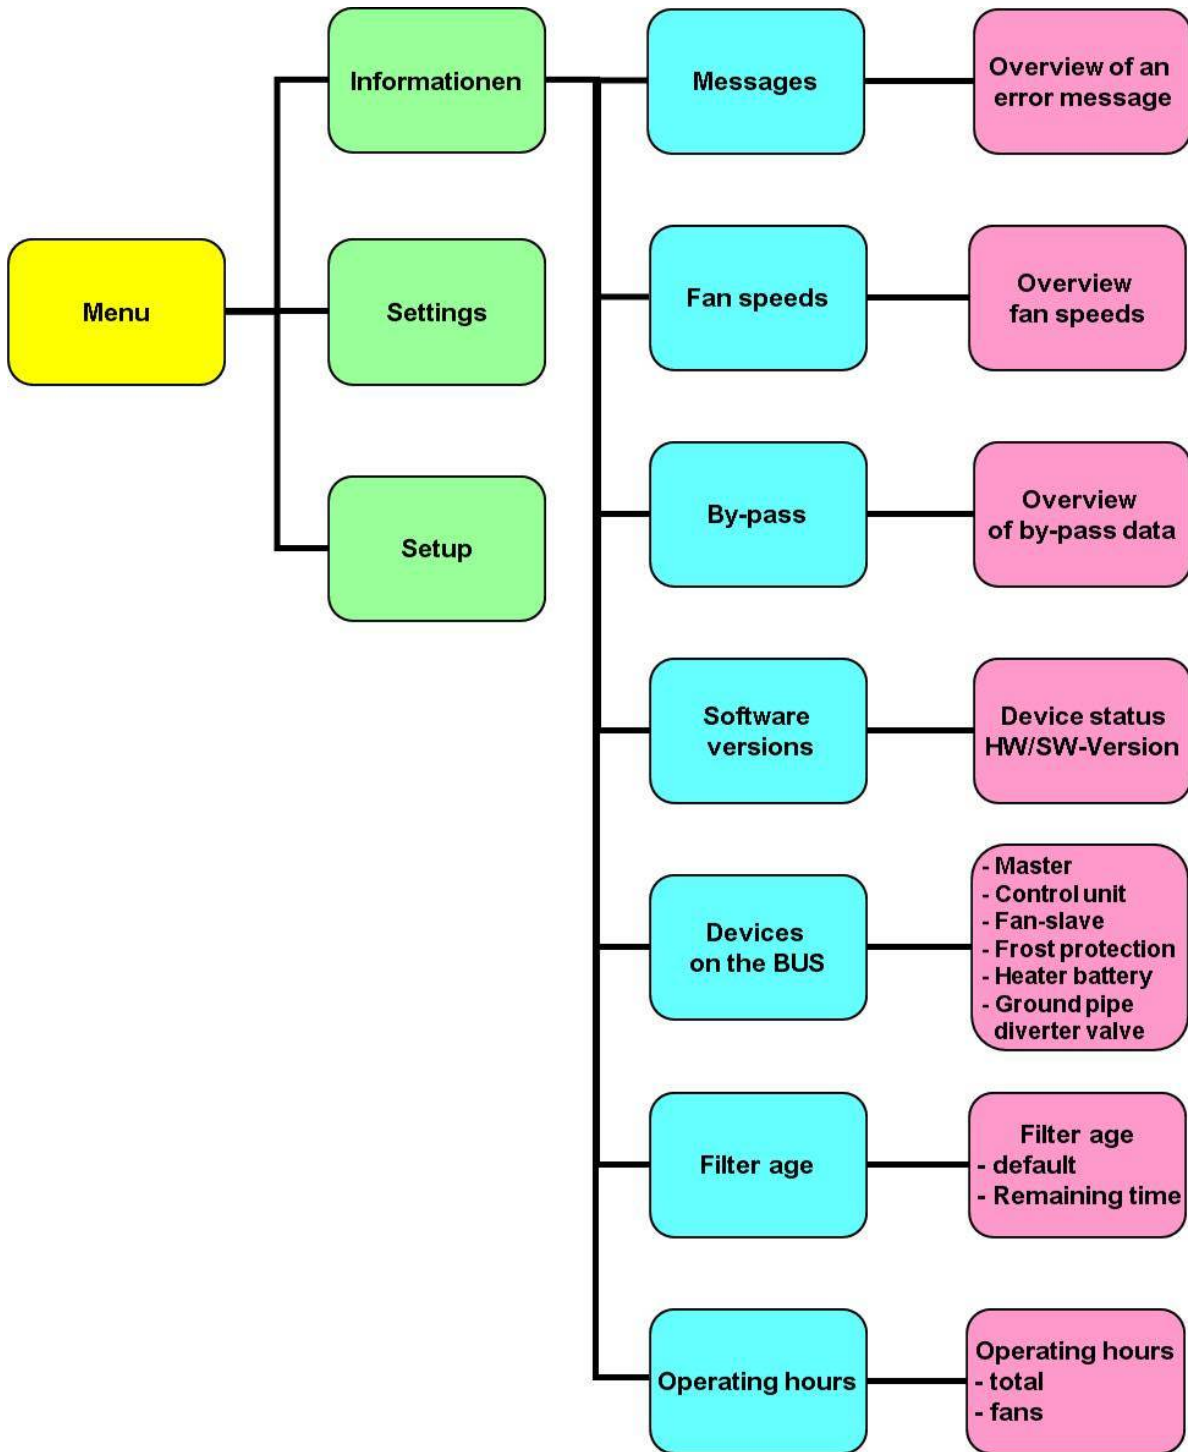 Menu
Informationen
Settings
Setup
Messages
Overview of an
error message
Fan speeds
Overview
fan speeds
By-pass
Overview
of by-pass data
Software
versions
Device status
HW/SW-Version
Devices
on the BUS
- Master
- Control unit
- Fan-slave
- Frost protection
- Heater battery
- Ground pipe
diverter valve
Filter age
Filter age
- default
- Remaining time
Operating hours
Operating hours
- total
- fans